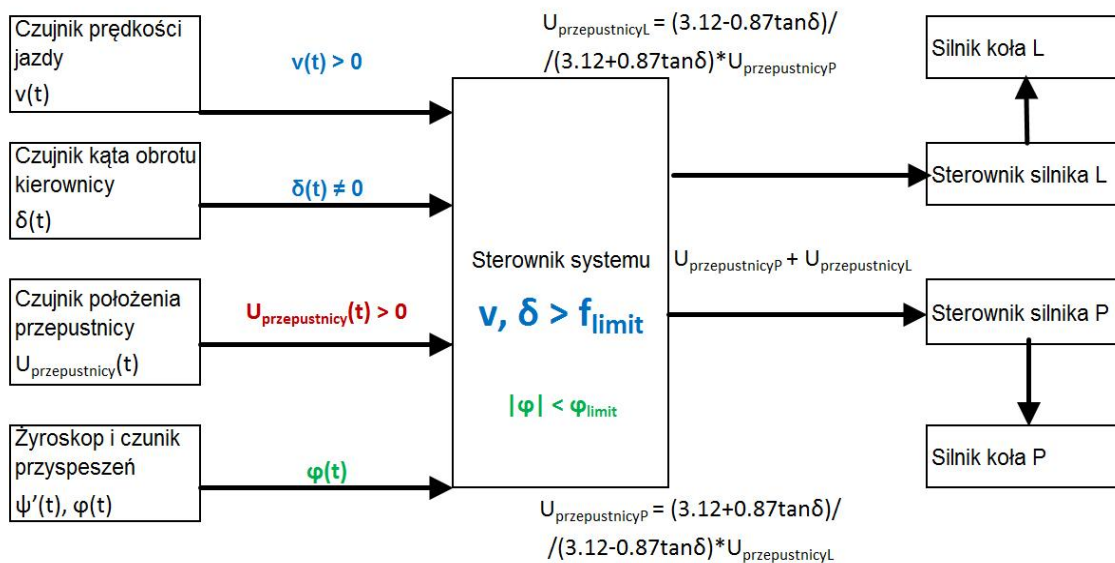 Czujnik prędkości
jazdy
v(t)
v(t) > 0
Czujnik kąta obrotu
kierownicy
δ(t)
δ(t) ≠ 0
Czujnik położenia
przepustnicy
Uprzepustnicy(t)
Uprzepustnicy(t) > 0
Żyroskop i czunik
przyspeszeń
ψ’(t), φ(t)
φ(t)
Sterownik systemu
v, δ > flimit
|φ| < φlimit
UprzepustnicyL = (3.12-0.87tanδ)/
/(3.12+0.87tanδ)*UprzepustnicyP
UprzepustnicyP + UprzepustnicyL
UprzepustnicyP = (3.12+0.87tanδ)/
/(3.12-0.87tanδ)*UprzepustnicyL
Silnik koła L
Sterownik silnika L
Sterownik silnika P
Silnik koła P